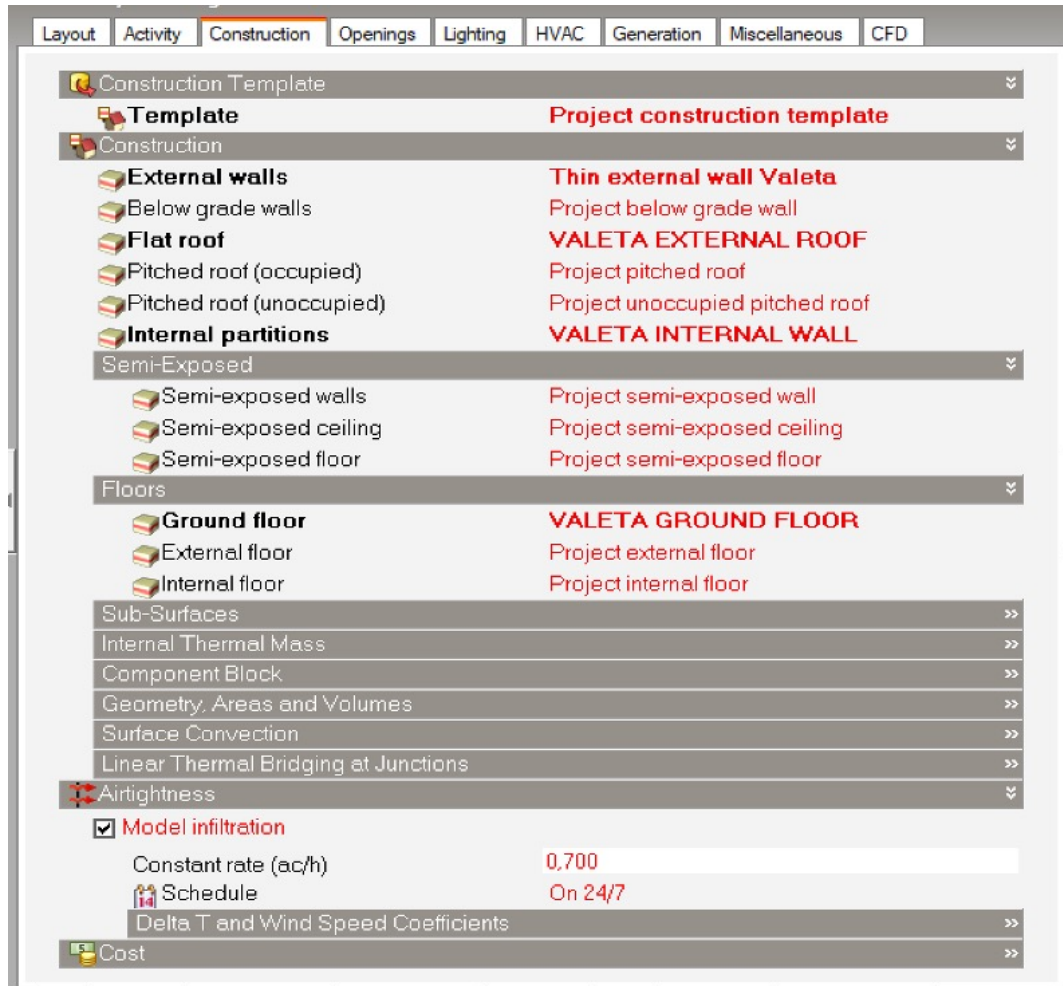 Layout Activity Construction Openings Lighting HVAC Generation Miscellaneous CFD
Construction Template
Template Project construction template
Construction
External walls Thin external wall Valeta
Below grade walls Project below grade wall
Flat roof VALETA EXTERNAL ROOF
Pitched roof (occupied) Project pitched roof
Pitched roof (unoccupied) Project unoccupied pitched roof
Internal partitions VALETA INTERNAL WALL
Semi-Exposed
Semi-exposed walls Project semi-exposed wall
Semi-exposed ceiling Project semi-exposed ceiling
Semi-exposed floor Project semi-exposed floor
Floors
Ground floor VALETA GROUND FLOOR
External floor Project external floor
Internal floor Project internal floor
Sub-Surfaces
Internal Thermal Mass
Component Block
Geometry, Areas and Volumes
Surface Convection
Linear Thermal Bridging at Junctions
Airtightness
Model infiltration
Constant rate (ac/h) 0,700
Schedule On 24/7
Delta T and Wind Speed Coefficients
Cost